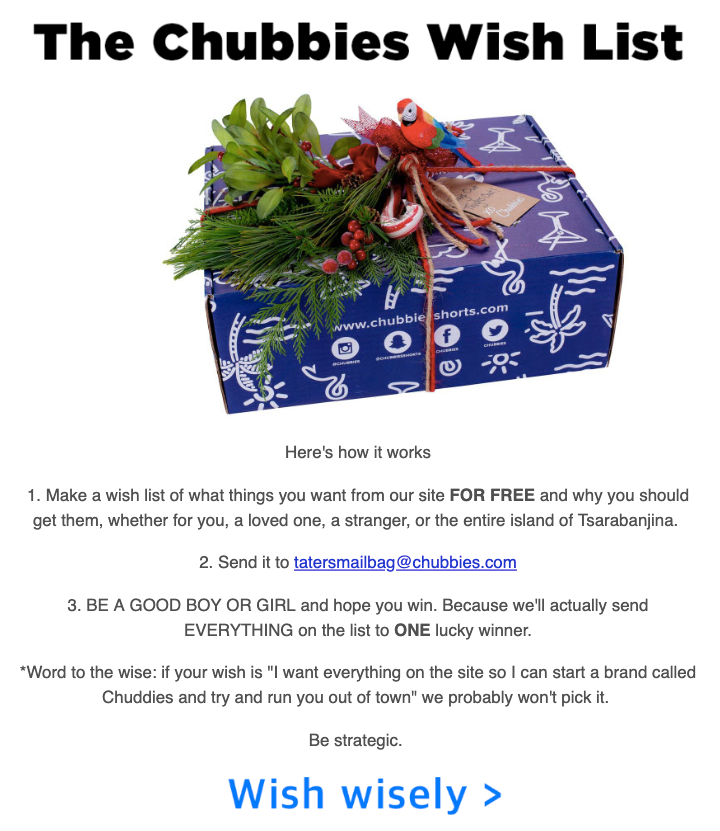 The Chubbies Wish List
www.chubbiesshorts.com
@CHUBBIES
@CHUBBIESSHORTS
CHUBBIES
CHUBBIES
Here's how it works
1. Make a wish list of what things you want from our site FOR FREE and why you should
get them, whether for you, a loved one, a stranger, or the entire island of Tsarabanjina.
2. Send it to tatersmailbag@chubbies.com
3. BE A GOOD BOY OR GIRL and hope you win. Because we'll actually send
EVERYTHING on the list to ONE lucky winner.
*Word to the wise: if your wish is "I want everything on the site so I can start a brand called
Chuddies and try and run you out of town" we probably won't pick it.
Be strategic.
Wish wisely >